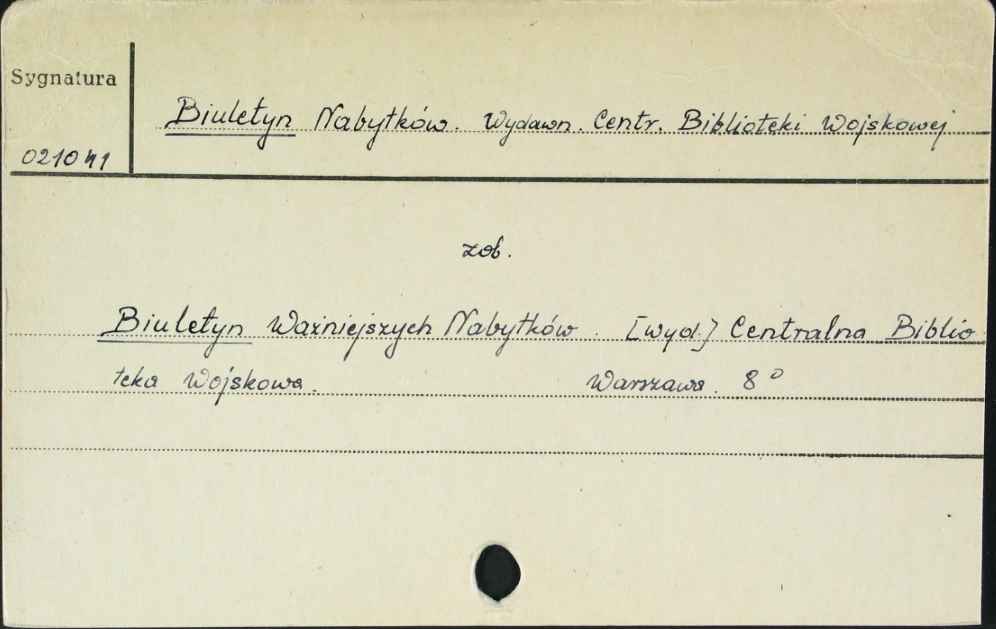 Sygnatura
Biuletyn Nabytków. Wydawn. Centr. Biblioteki Wojskowej
021041
zob.
Biuletyn Ważniejszych Nabytków. [wyd.] Centralna Biblio
teka Wojskowa. Warszawa. 8°